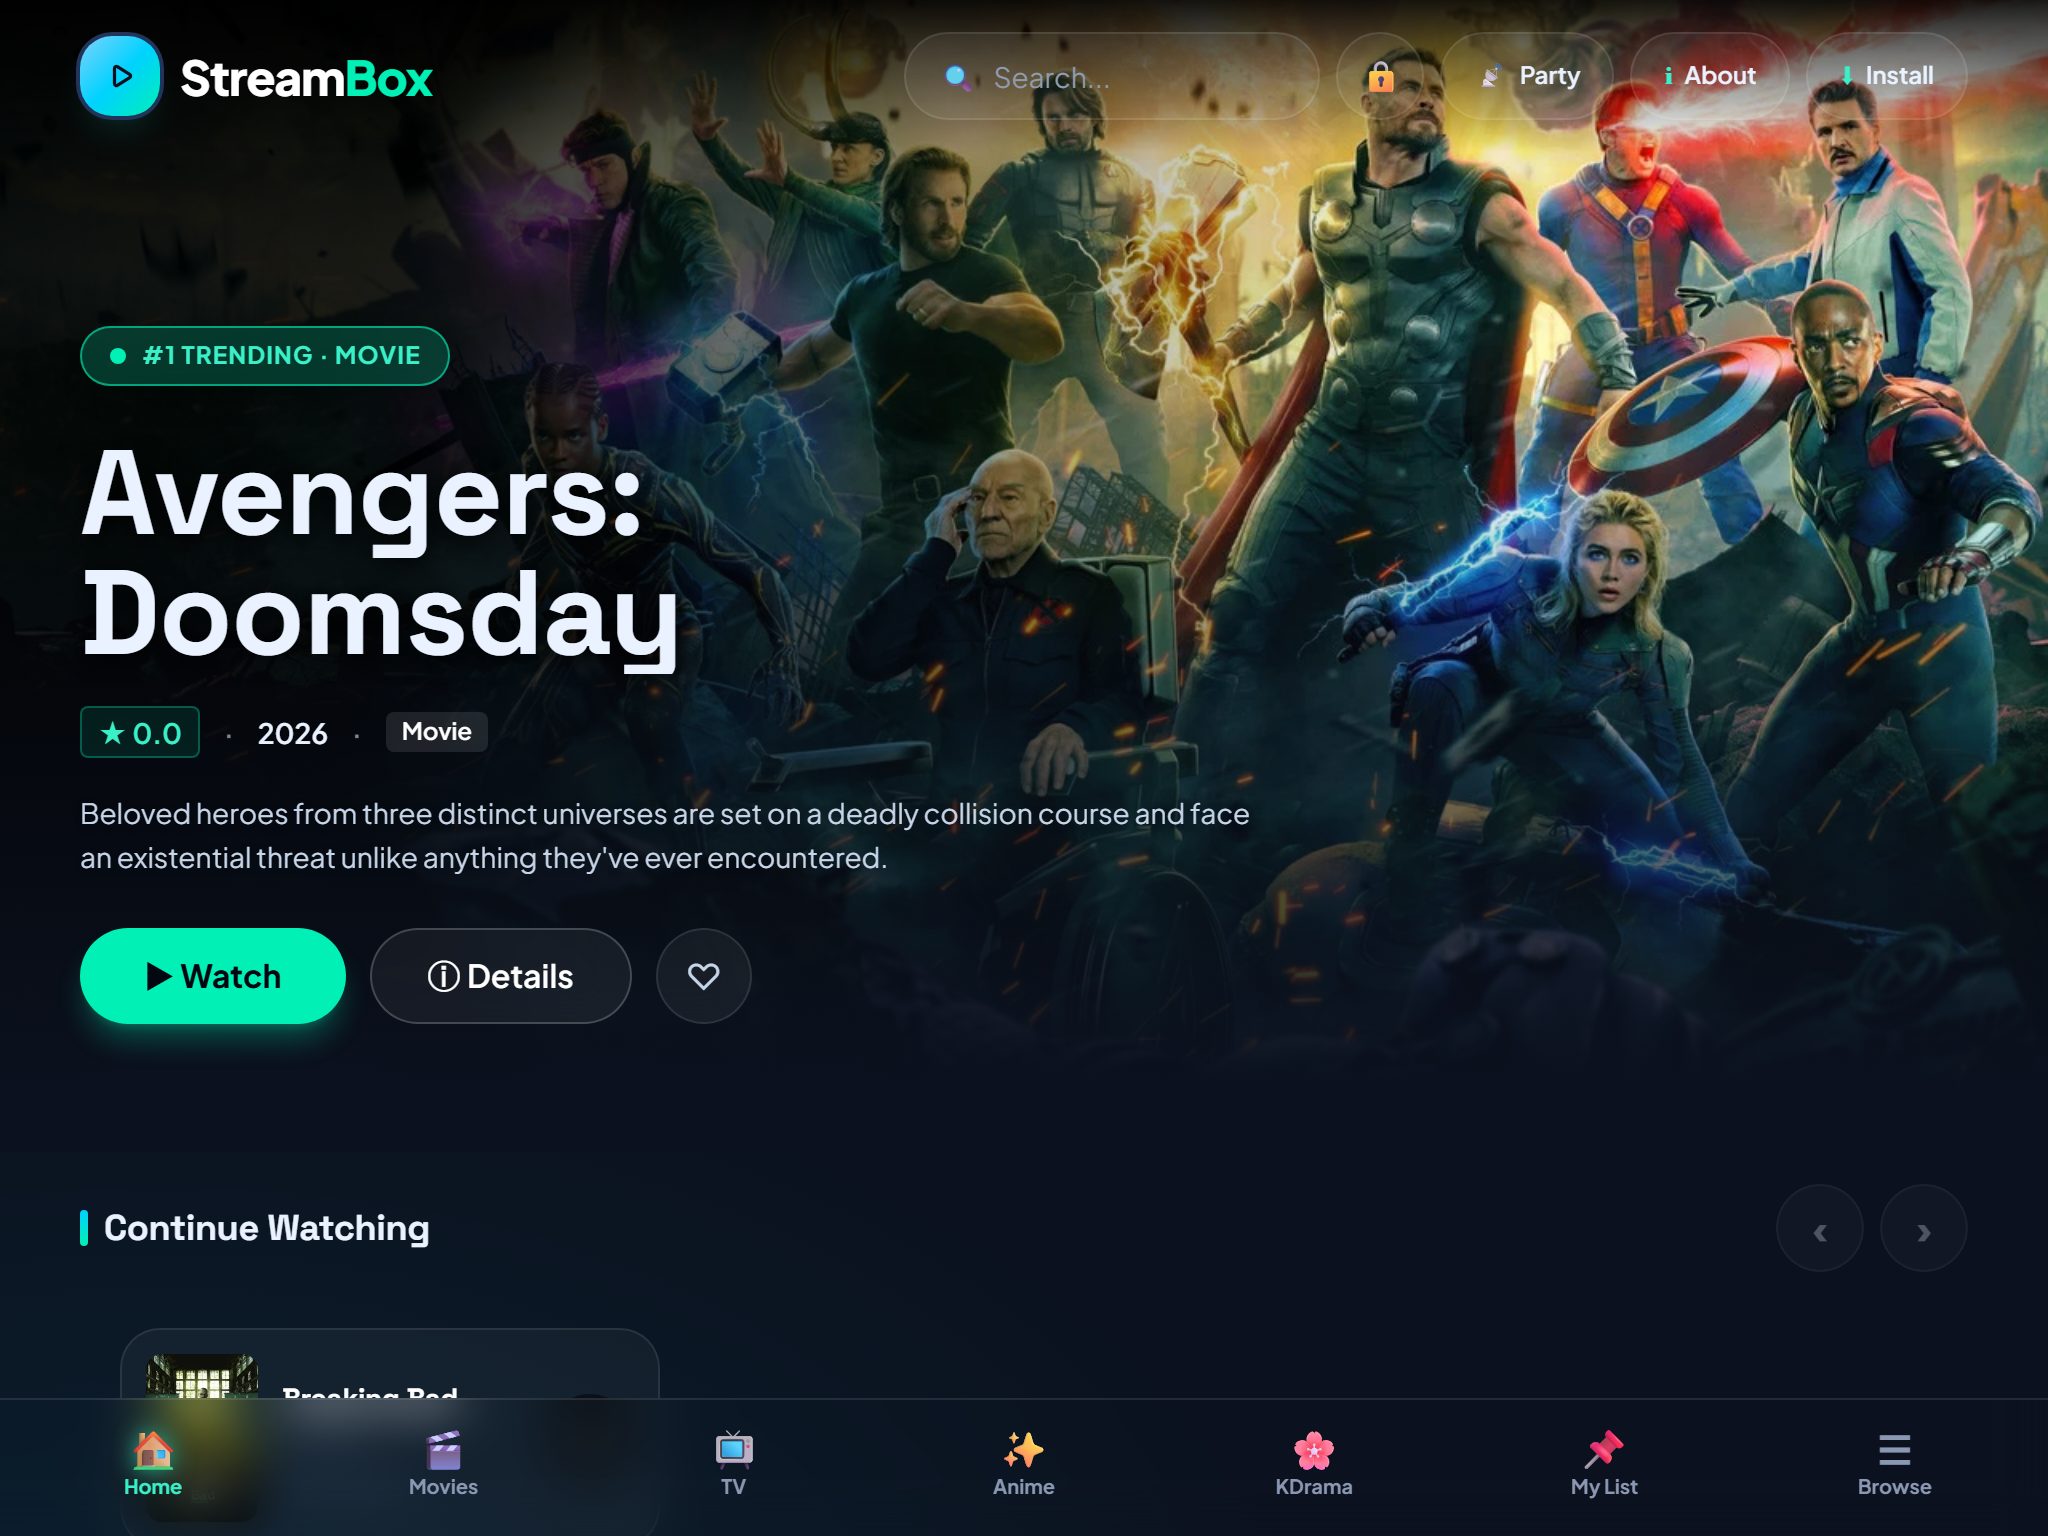 StreamBox
Search...
Party
About
Install
#1 TRENDING · MOVIE
Avengers:
Doomsday
★ 0.0 · 2026 · Movie
Beloved heroes from three distinct universes are set on a deadly collision course and face
an existential threat unlike anything they've ever encountered.
▶ Watch
ⓘ Details
Continue Watching
‹ ›
Breaking Bad
Home
Movies
TV
Anime
KDrama
My List
Browse